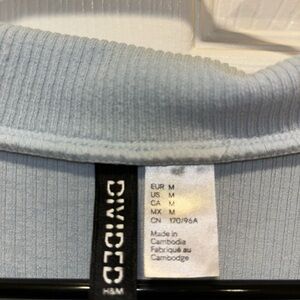 DIVIDED
H&M
EUR M
US M
CA M
MX M
CN 170/96A
Made in
Cambodia
Fabriqué au
Cambodge